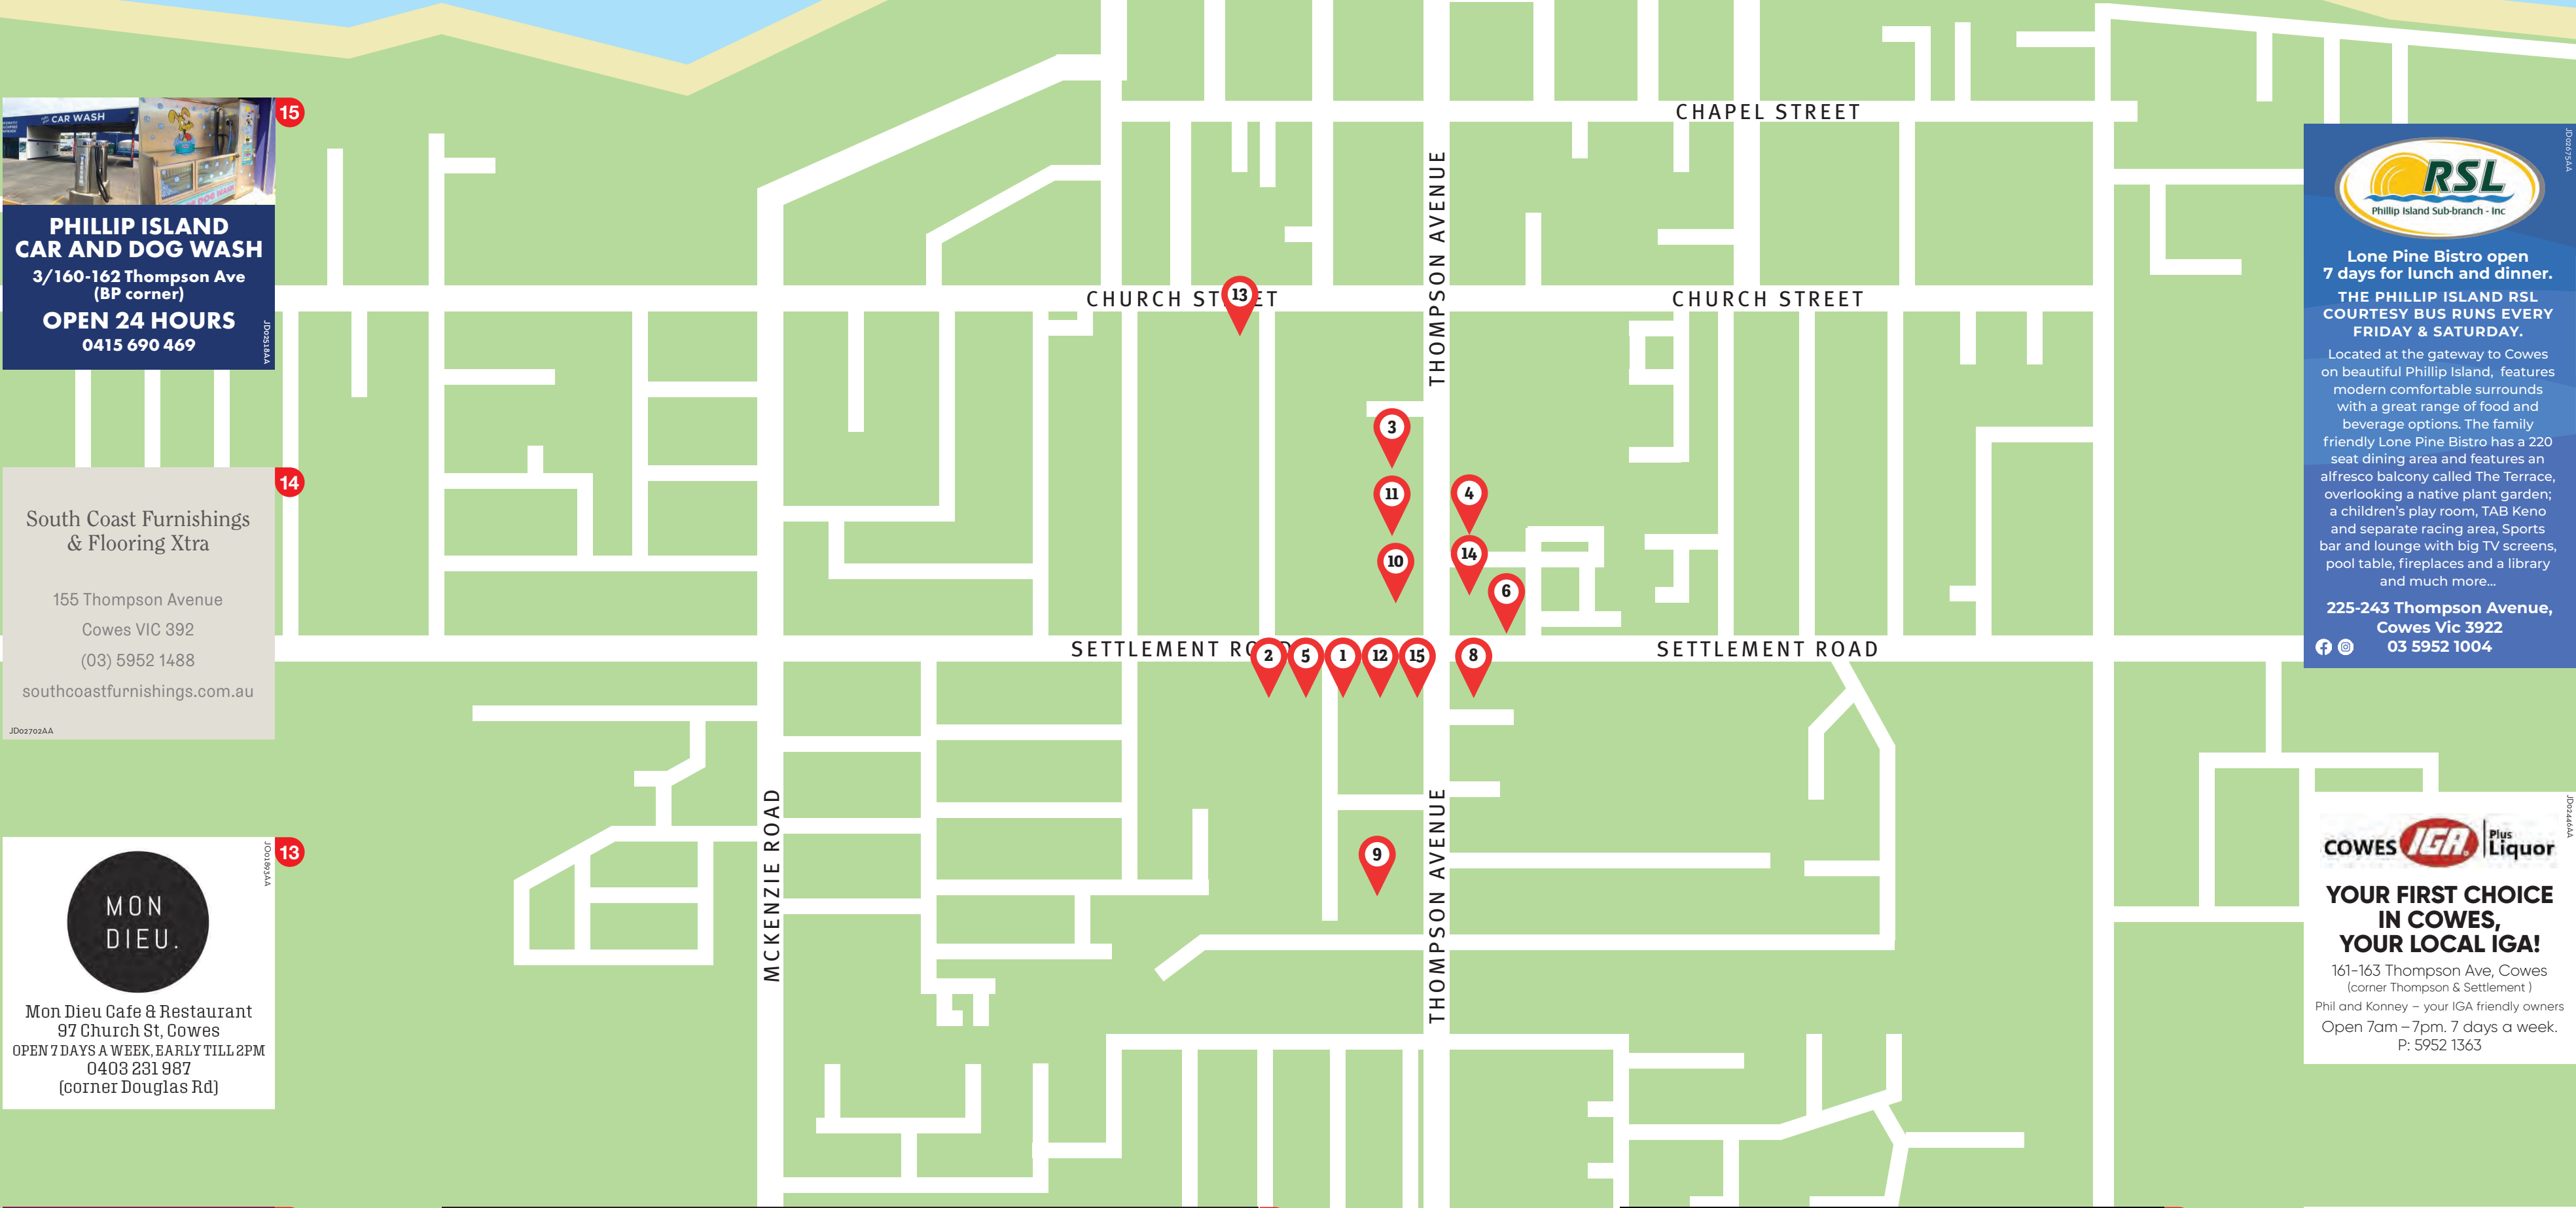 CAR WASH
15
PHILLIP ISLAND
CAR AND DOG WASH
3/160-162 Thompson Ave
(BP corner)
OPEN 24 HOURS
0415 690 469
JD02518AA
14
South Coast Furnishings
& Flooring Xtra
155 Thompson Avenue
Cowes VIC 392
(03) 5952 1488
southcoastfurnishings.com.au
JD02702AA
13
JO01893AA
MON
DIEU.
Mon Dieu Cafe & Restaurant
97 Church St, Cowes
OPEN 7 DAYS A WEEK, EARLY TILL 2PM
0403 231 987
(corner Douglas Rd)
CHAPEL STREET
THOMPSON AVENUE
CHURCH STREET
13
CHURCH STREET
3
11
4
10
14
6
SETTLEMENT ROAD
2
5
1
12
15
8
SETTLEMENT ROAD
MCKENZIE ROAD
9
THOMPSON AVENUE
JD02675AA
RSL
Phillip Island Sub-branch - Inc
Lone Pine Bistro open
7 days for lunch and dinner.
THE PHILLIP ISLAND RSL
COURTESY BUS RUNS EVERY
FRIDAY & SATURDAY.
Located at the gateway to Cowes
on beautiful Phillip Island, features
modern comfortable surrounds
with a great range of food and
beverage options. The family
friendly Lone Pine Bistro has a 220
seat dining area and features an
alfresco balcony called The Terrace,
overlooking a native plant garden;
a children's play room, TAB Keno
and separate racing area, Sports
bar and lounge with big TV screens,
pool table, fireplaces and a library
and much more...
225-243 Thompson Avenue,
Cowes Vic 3922
03 5952 1004
JD02446AA
COWES IGA Plus Liquor
YOUR FIRST CHOICE
IN COWES,
YOUR LOCAL IGA!
161-163 Thompson Ave, Cowes
(corner Thompson & Settlement )
Phil and Konney – your IGA friendly owners
Open 7am – 7pm. 7 days a week.
P: 5952 1363